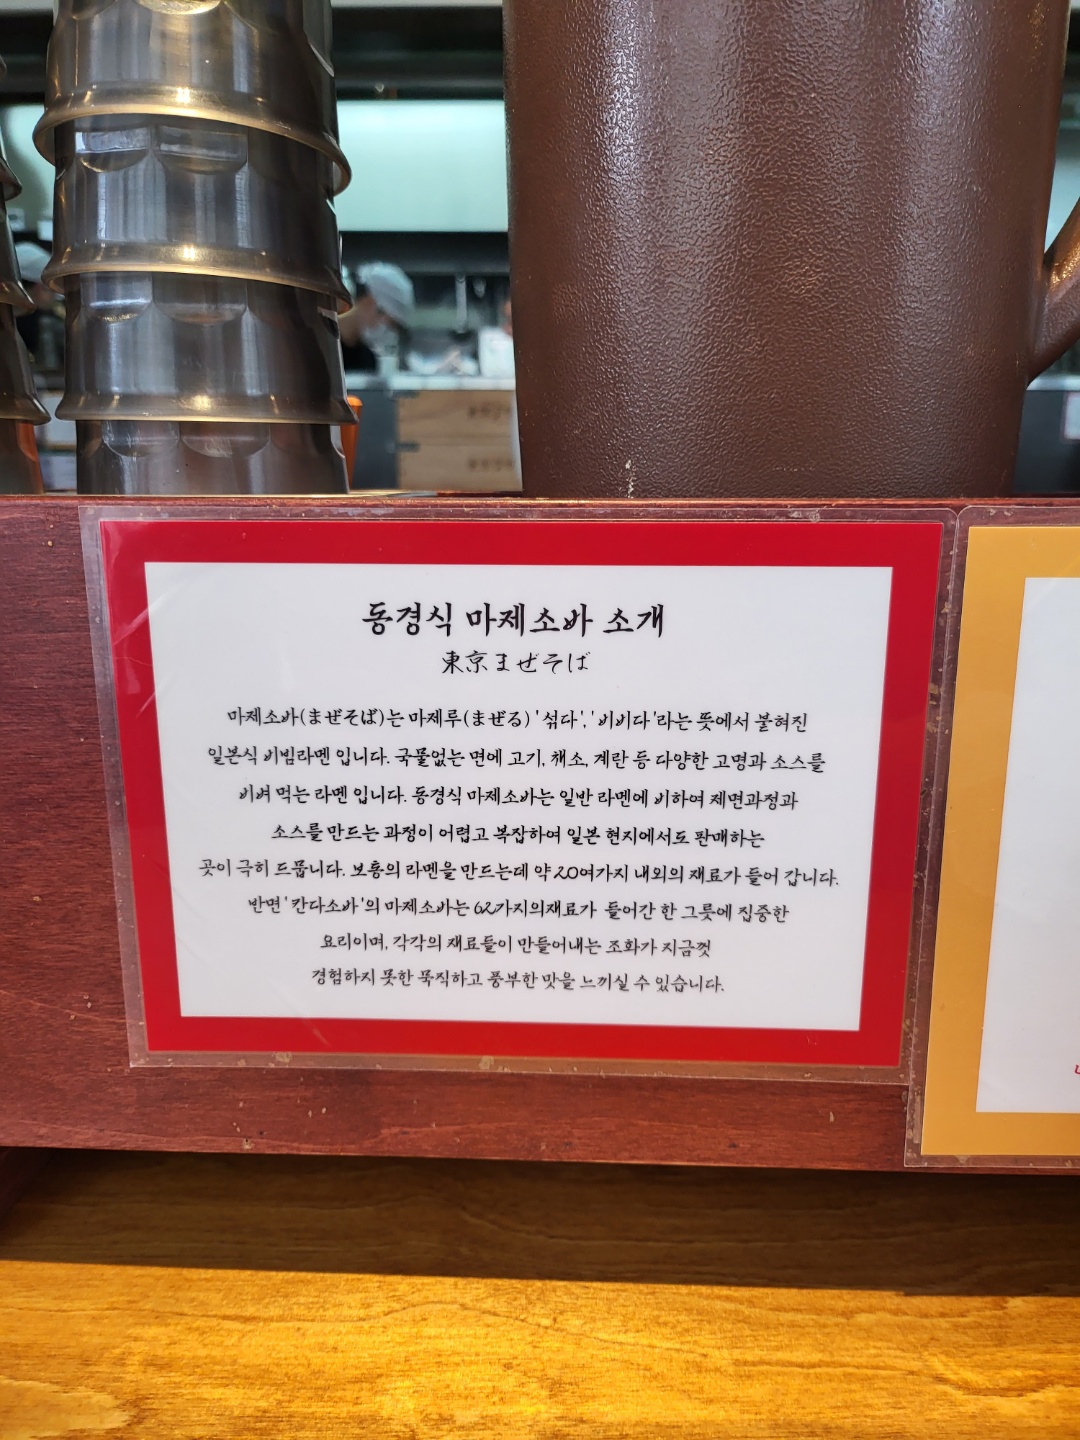 동경식 마제소바 소개
東京まぜそば
마제소바(まぜそば)는 마제루(まぜる) '섞다', '비비다'라는 뜻에서 붙혀진
일본식 비빔라멘 입니다. 국물없는 면에 고기, 채소, 계란 등 다양한 고명과 소스를
비벼 먹는 라멘 입니다. 동경식 마제소바는 일반 라멘에 비하여 제면과정과
소스를 만드는 과정이 어렵고 복잡하여 일본 현지에서도 판매하는
곳이 극히 드뭅니다. 보통의 라멘을 만드는데 약 20여가지 내외의 재료가 들어 갑니다.
반면 '칸다소바'의 마제소바는 62가지의재료가 들어간 한 그릇에 집중한
요리이며, 각각의 재료들이 만들어내는 조화가 지금껏
경험하지 못한 묵직하고 풍부한 맛을 느끼실 수 있습니다.